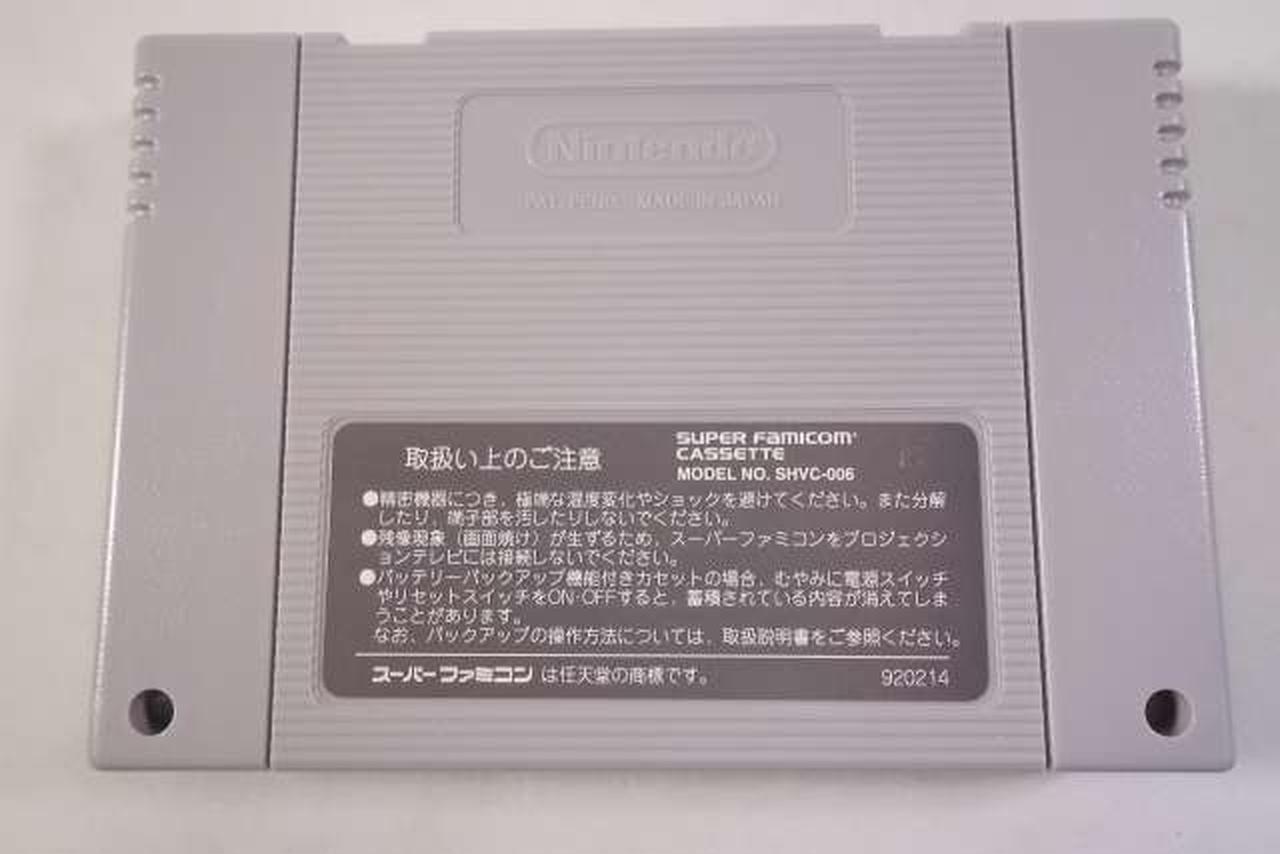 Nintendo
PAT. PEND. MADE IN JAPAN
取扱い上のご注意
SUPER FAMICOM
CASSETTE
MODEL NO. SHVC-006
●精密機器につき、極端な温度変化やショックを避けてください。また分解
したり、端子部を汚したりしないでください。
●残像現象（画面焼け）が生ずるため、スーパーファミコンをプロジェクシ
ョンテレビには接続しないでください。
●バッテリーバックアップ機能付きカセットの場合、むやみに電源スイッチ
やリセットスイッチをON・OFFすると、蓄積されている内容が消えてしま
うことがあります。
なお、バックアップの操作方法については、取扱説明書をご参照ください。
スーパーファミコン は任天堂の商標です。
920214